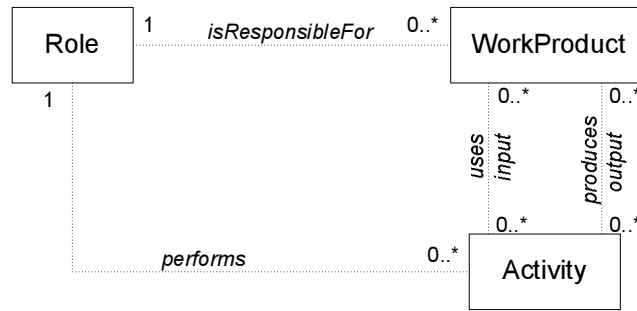 Role
1
isResponsibleFor
0..*
WorkProduct
1
0..*
0..*
uses
input
produces
output
0..*
0..*
performs
0..*
Activity